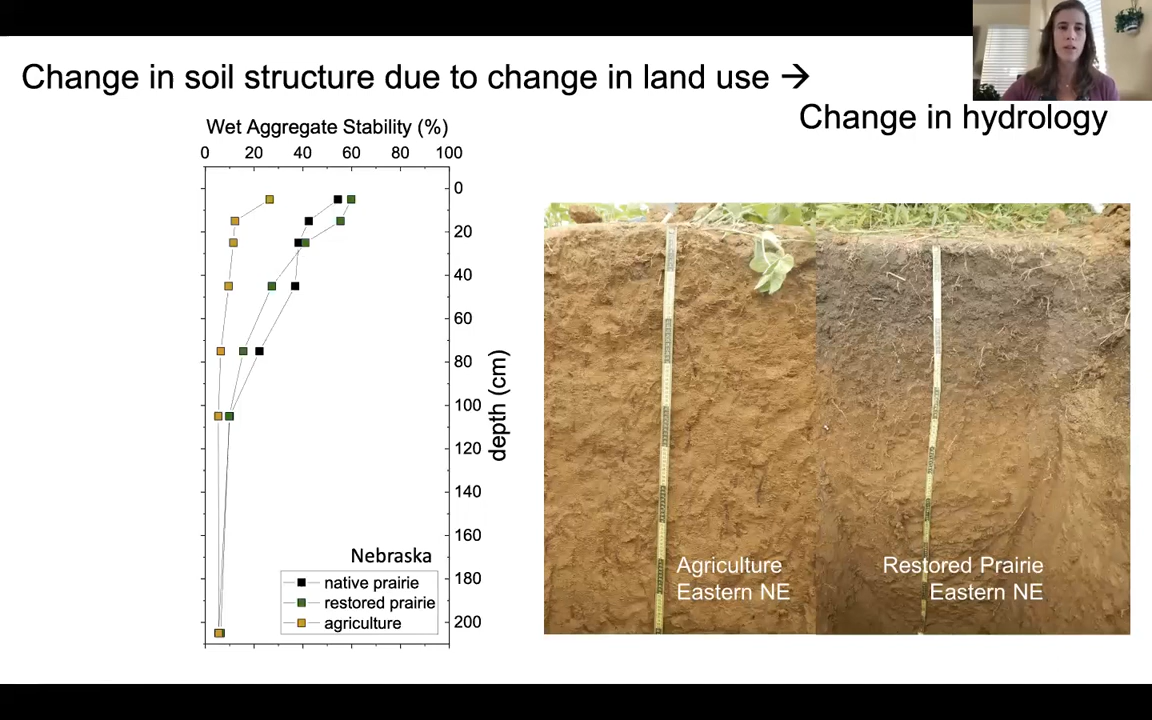 Change in soil structure due to change in land use →
Change in hydrology
Wet Aggregate Stability (%)
0 20 40 60 80 100
0
20
40
60
80
100
120
140
160
180
200
depth (cm)
Nebraska
native prairie
restored prairie
agriculture
Agriculture
Eastern NE
Restored Prairie
Eastern NE